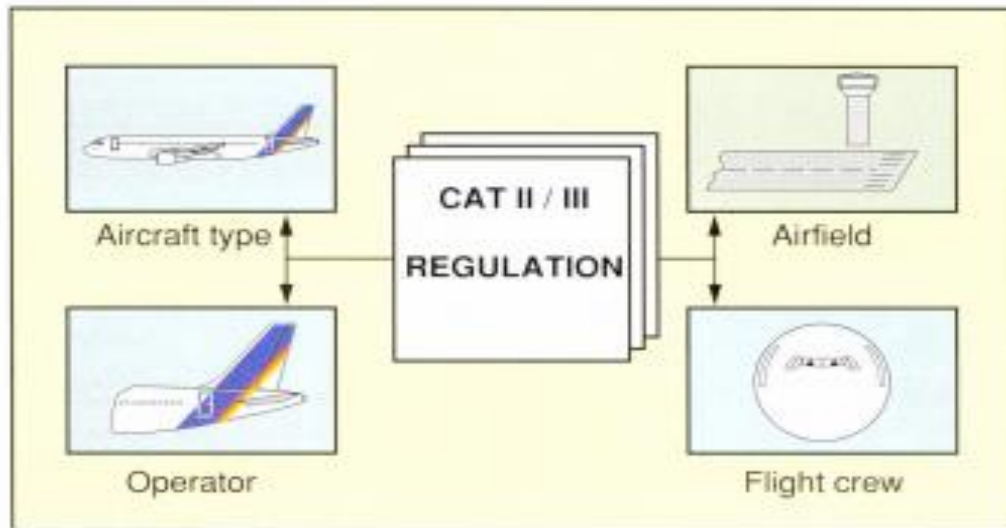 CAT II / III
REGULATION
Aircraft type
Airfield
Operator
Flight crew